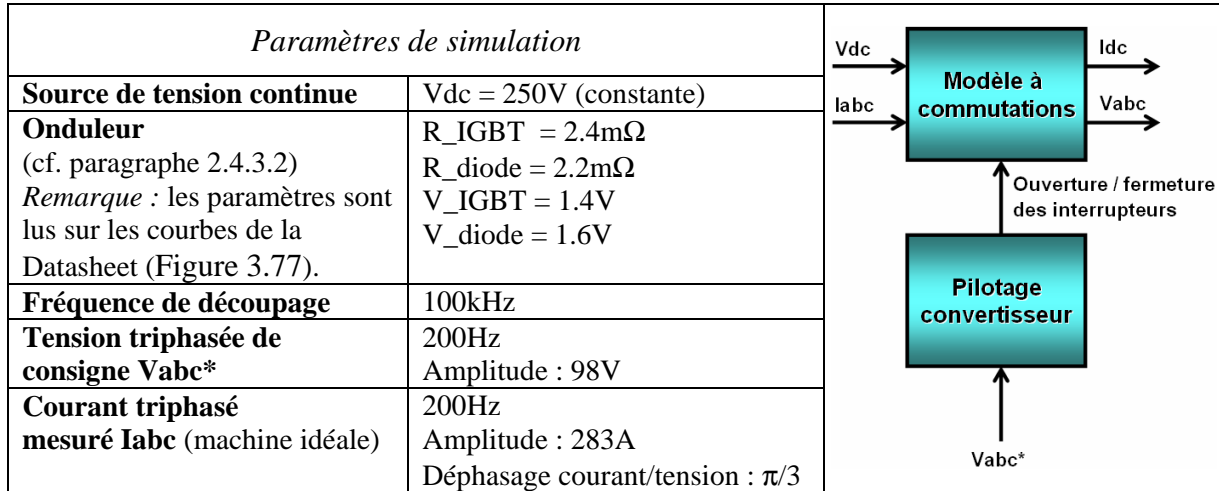 Paramètres de simulation
Source de tension continue
Vdc = 250V (constante)
Onduleur
(cf. paragraphe 2.4.3.2)
Remarque : les paramètres sont
lus sur les courbes de la
Datasheet (Figure 3.77).
R_IGBT = 2.4mΩ
R_diode = 2.2mΩ
V_IGBT = 1.4V
V_diode = 1.6V
Fréquence de découpage
100kHz
Tension triphasée de
consigne Vabc*
200Hz
Amplitude : 98V
Courant triphasé
mesuré Iabc (machine idéale)
200Hz
Amplitude : 283A
Déphasage courant/tension : π/3
Vdc
Iabc
Modèle à
commutations
Idc
Vabc
Ouverture / fermeture
des interrupteurs
Pilotage
convertisseur
Vabc*